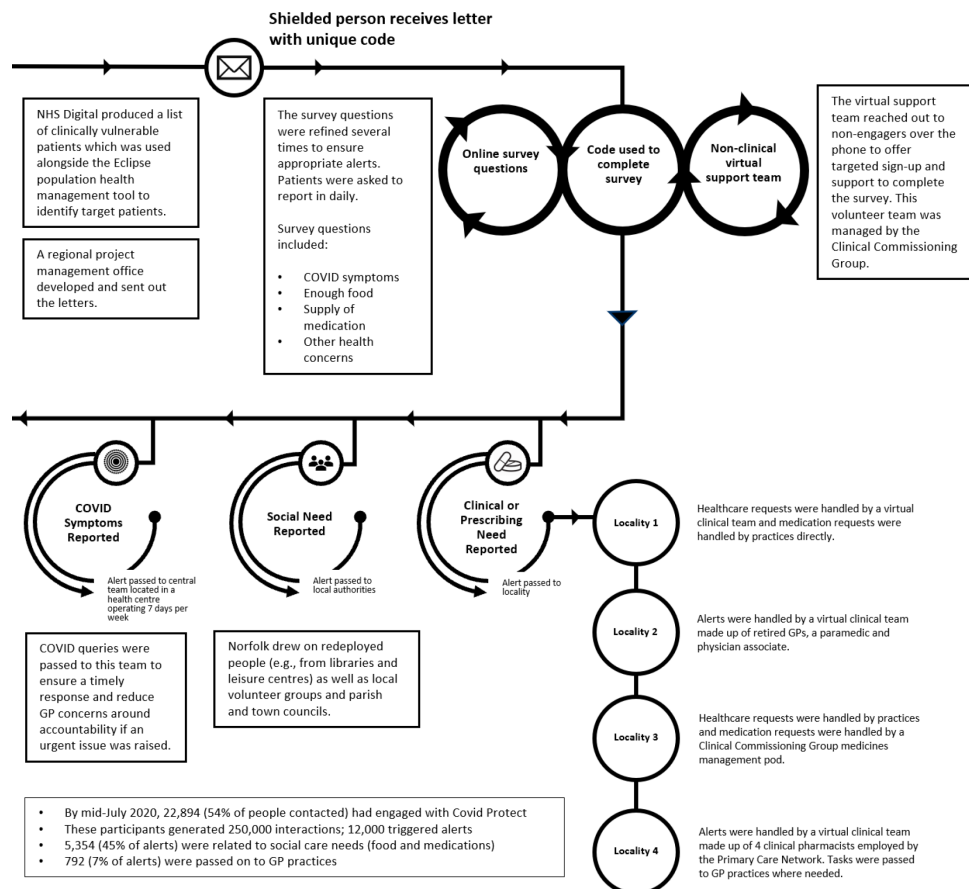 Shielded person receives letter
with unique code
NHS Digital produced a list
of clinically vulnerable
patients which was used
alongside the Eclipse
population health
management tool to
identify target patients.
A regional project
management office
developed and sent out
the letters.
The survey questions
were refined several
times to ensure
appropriate alerts.
Patients were asked to
report in daily.
Survey questions
included:
• COVID symptoms
• Enough food
• Supply of
medication
• Other health
concerns
Online survey
questions
Code used to
complete
survey
Non-clinical
virtual
support team
The virtual support
team reached out to
non-engagers over the
phone to offer
targeted sign-up and
support to complete
the survey. This
volunteer team was
managed by the
Clinical Commissioning
Group.
COVID
Symptoms
Reported
Alert passed to central
team located in a
health centre
operating 7 days per
week
COVID queries were
passed to this team to
ensure a timely
response and reduce
GP concerns around
accountability if an
urgent issue was raised.
Social Need
Reported
Alert passed to
local authorities
Norfolk drew on redeployed
people (e.g., from libraries and
leisure centres) as well as local
volunteer groups and parish
and town councils.
Clinical or
Prescribing
Need
Reported
Alert passed to
locality
Locality 1
Healthcare requests were handled by a virtual
clinical team and medication requests were
handled by practices directly.
Locality 2
Alerts were handled by a virtual clinical team
made up of retired GPs, a paramedic and
physician associate.
Locality 3
Healthcare requests were handled by practices
and medication requests were handled by a
Clinical Commissioning Group medicines
management pod.
Locality 4
Alerts were handled by a virtual clinical team
made up of 4 clinical pharmacists employed by
the Primary Care Network. Tasks were passed
to GP practices where needed.
• By mid-July 2020, 22,894 (54% of people contacted) had engaged with Covid Protect
• These participants generated 250,000 interactions; 12,000 triggered alerts
• 5,354 (45% of alerts) were related to social care needs (food and medications)
• 792 (7% of alerts) were passed on to GP practices